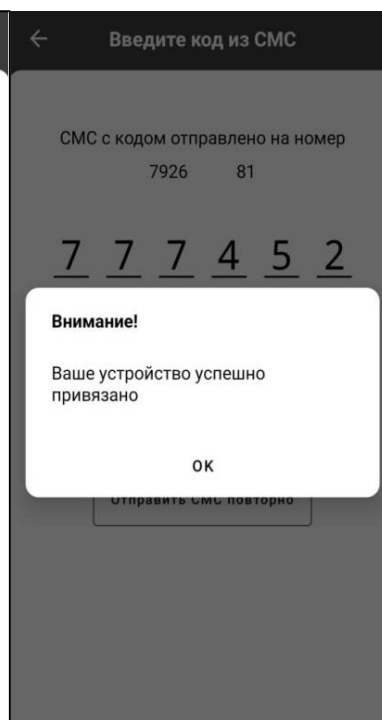 Введите код из СМС
СМС с кодом отправлено на номер
7926 81
7 7 7 4 5 2
Внимание!
Ваше устройство успешно
привязано
ОК
Отправить СМС повторно